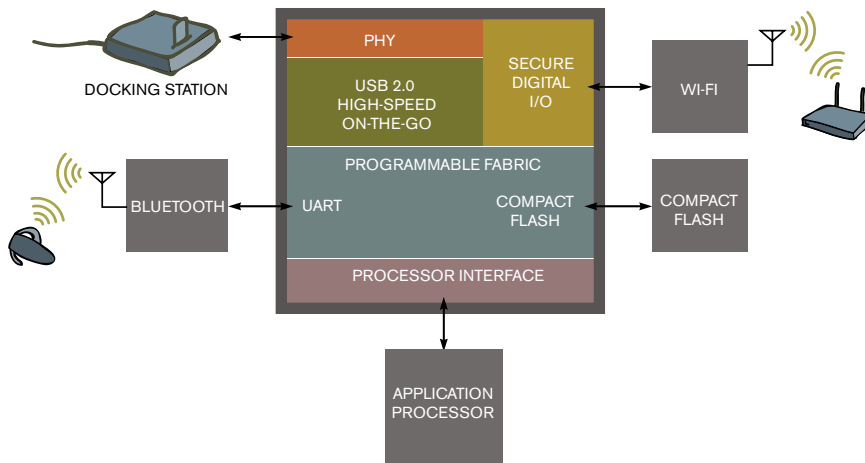 PHY
DOCKING STATION
USB 2.0
HIGH-SPEED
ON-THE-GO
SECURE
DIGITAL
I/O
WI-FI
PROGRAMMABLE FABRIC
BLUETOOTH
UART
COMPACT
FLASH
COMPACT
FLASH
PROCESSOR INTERFACE
APPLICATION
PROCESSOR